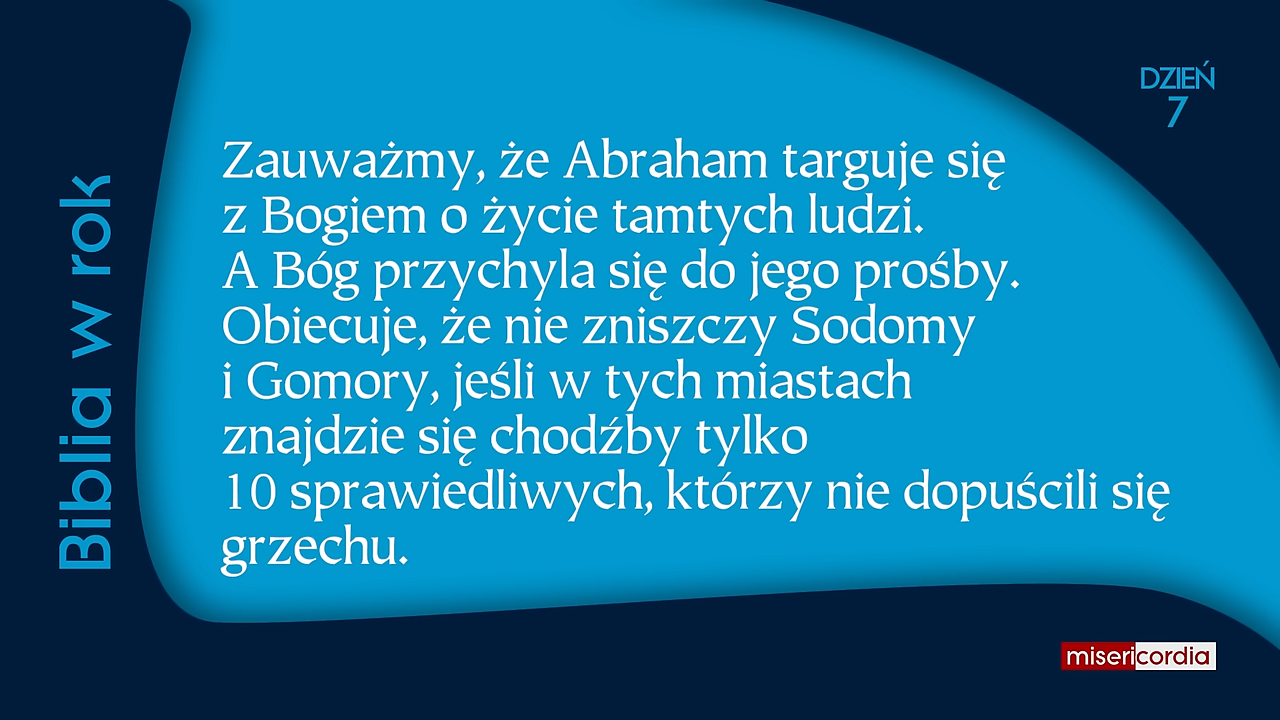 Biblia w rok
DZIEŃ
7
Zauważmy, że Abraham targuje się
z Bogiem o życie tamtych ludzi.
A Bóg przychyla się do jego prośby.
Obiecuje, że nie zniszczy Sodomy
i Gomory, jeśli w tych miastach
znajdzie się chodźby tylko
10 sprawiedliwych, którzy nie dopuścili się
grzechu.
misericordia